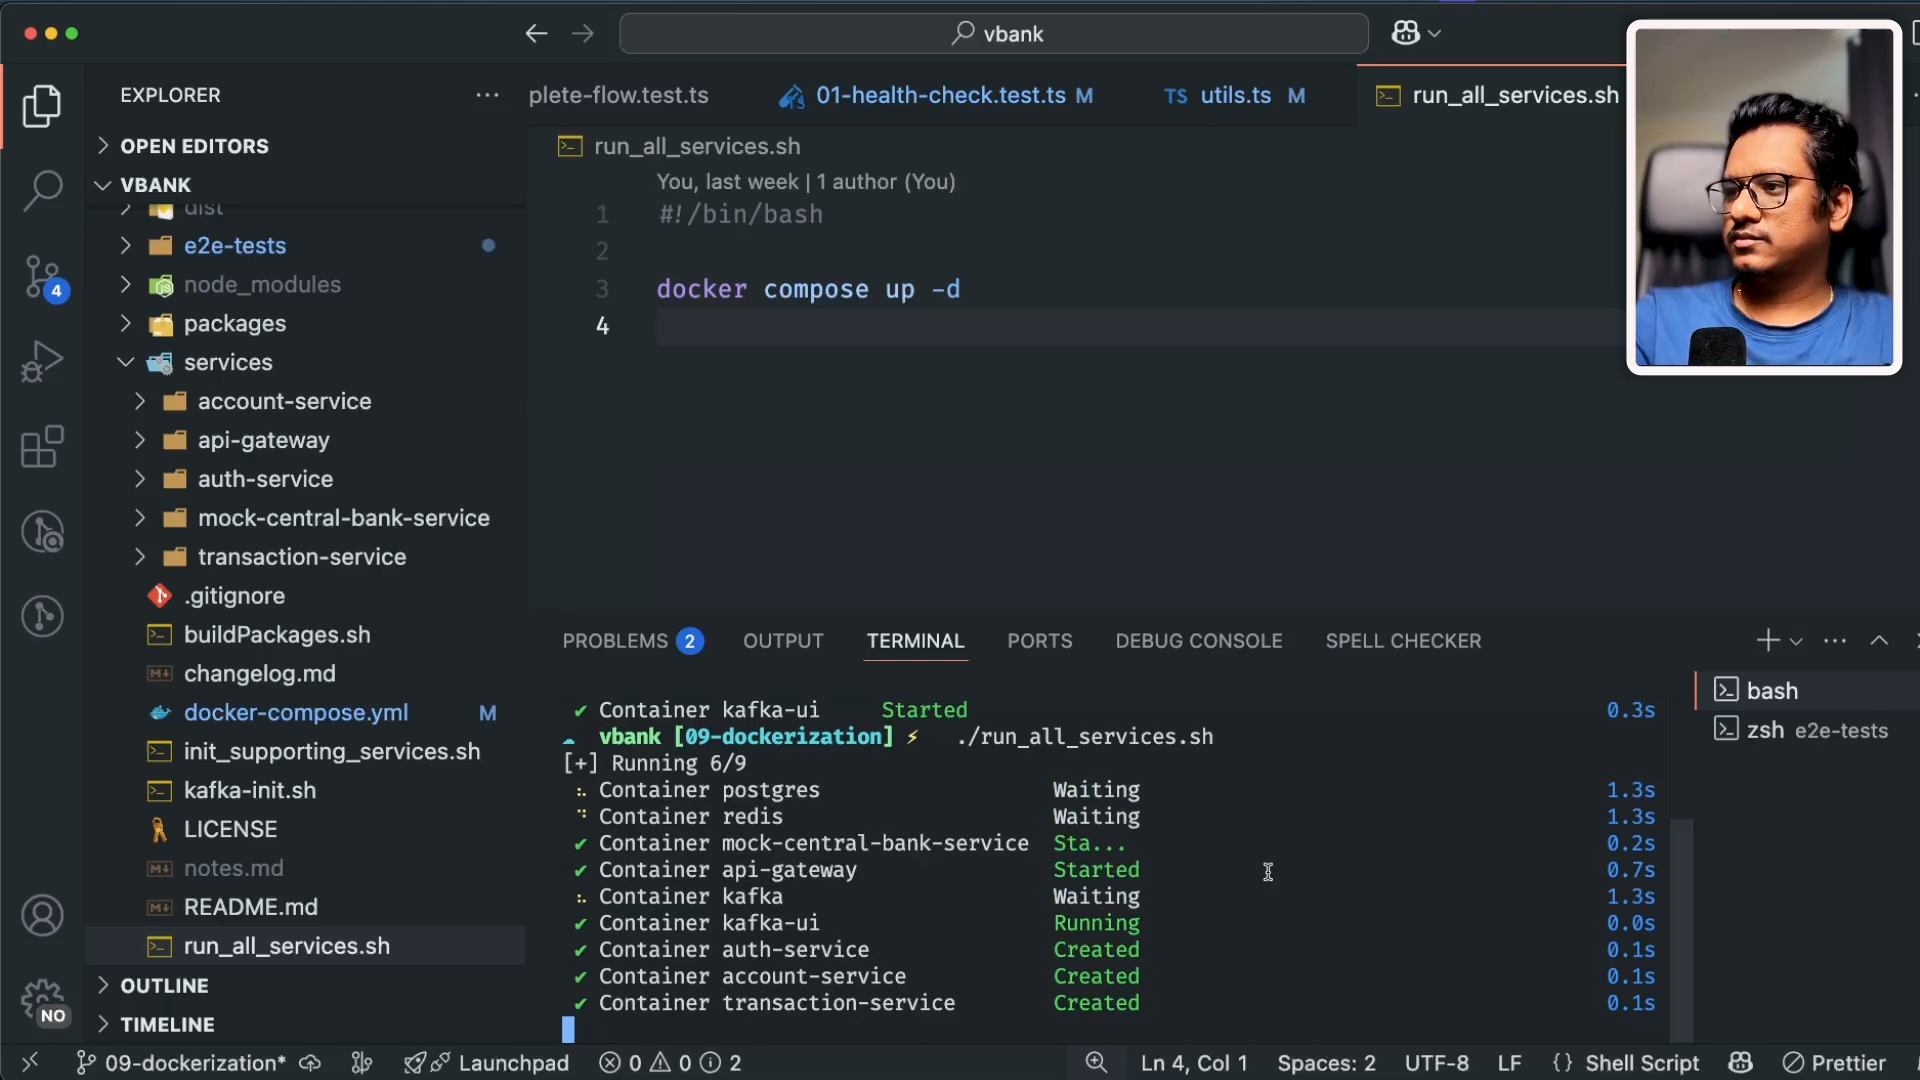 vbank
EXPLORER
OPEN EDITORS
VBANK
dist
e2e-tests
node_modules
packages
services
account-service
api-gateway
auth-service
mock-central-bank-service
transaction-service
.gitignore
buildPackages.sh
changelog.md
docker-compose.yml M
init_supporting_services.sh
kafka-init.sh
LICENSE
notes.md
README.md
run_all_services.sh
OUTLINE
TIMELINE
4
NO
plete-flow.test.ts 01-health-check.test.ts M TS utils.ts M run_all_services.sh
run_all_services.sh
You, last week | 1 author (You)
1 #!/bin/bash
2
3 docker compose up -d
4
PROBLEMS 2 OUTPUT TERMINAL PORTS DEBUG CONSOLE SPELL CHECKER
✔ Container kafka-ui Started 0.3s
vbank [09-dockerization] ⚡ ./run_all_services.sh
[+] Running 6/9
Container postgres Waiting 1.3s
Container redis Waiting 1.3s
✔ Container mock-central-bank-service Sta... 0.2s
✔ Container api-gateway Started 0.7s
Container kafka Waiting 1.3s
✔ Container kafka-ui Running 0.0s
✔ Container auth-service Created 0.1s
✔ Container account-service Created 0.1s
✔ Container transaction-service Created 0.1s
bash
zsh e2e-tests
09-dockerization* Launchpad 0 0 2 Ln 4, Col 1 Spaces: 2 UTF-8 LF {} Shell Script Prettier